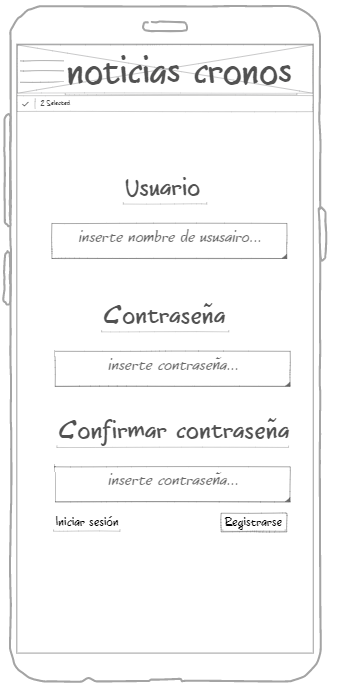 noticias cronos
2 Selected
Usuario
inserte nombre de ususairo...
Contraseña
inserte contraseña...
Confirmar contraseña
inserte contraseña...
Iniciar sesión
Registrarse